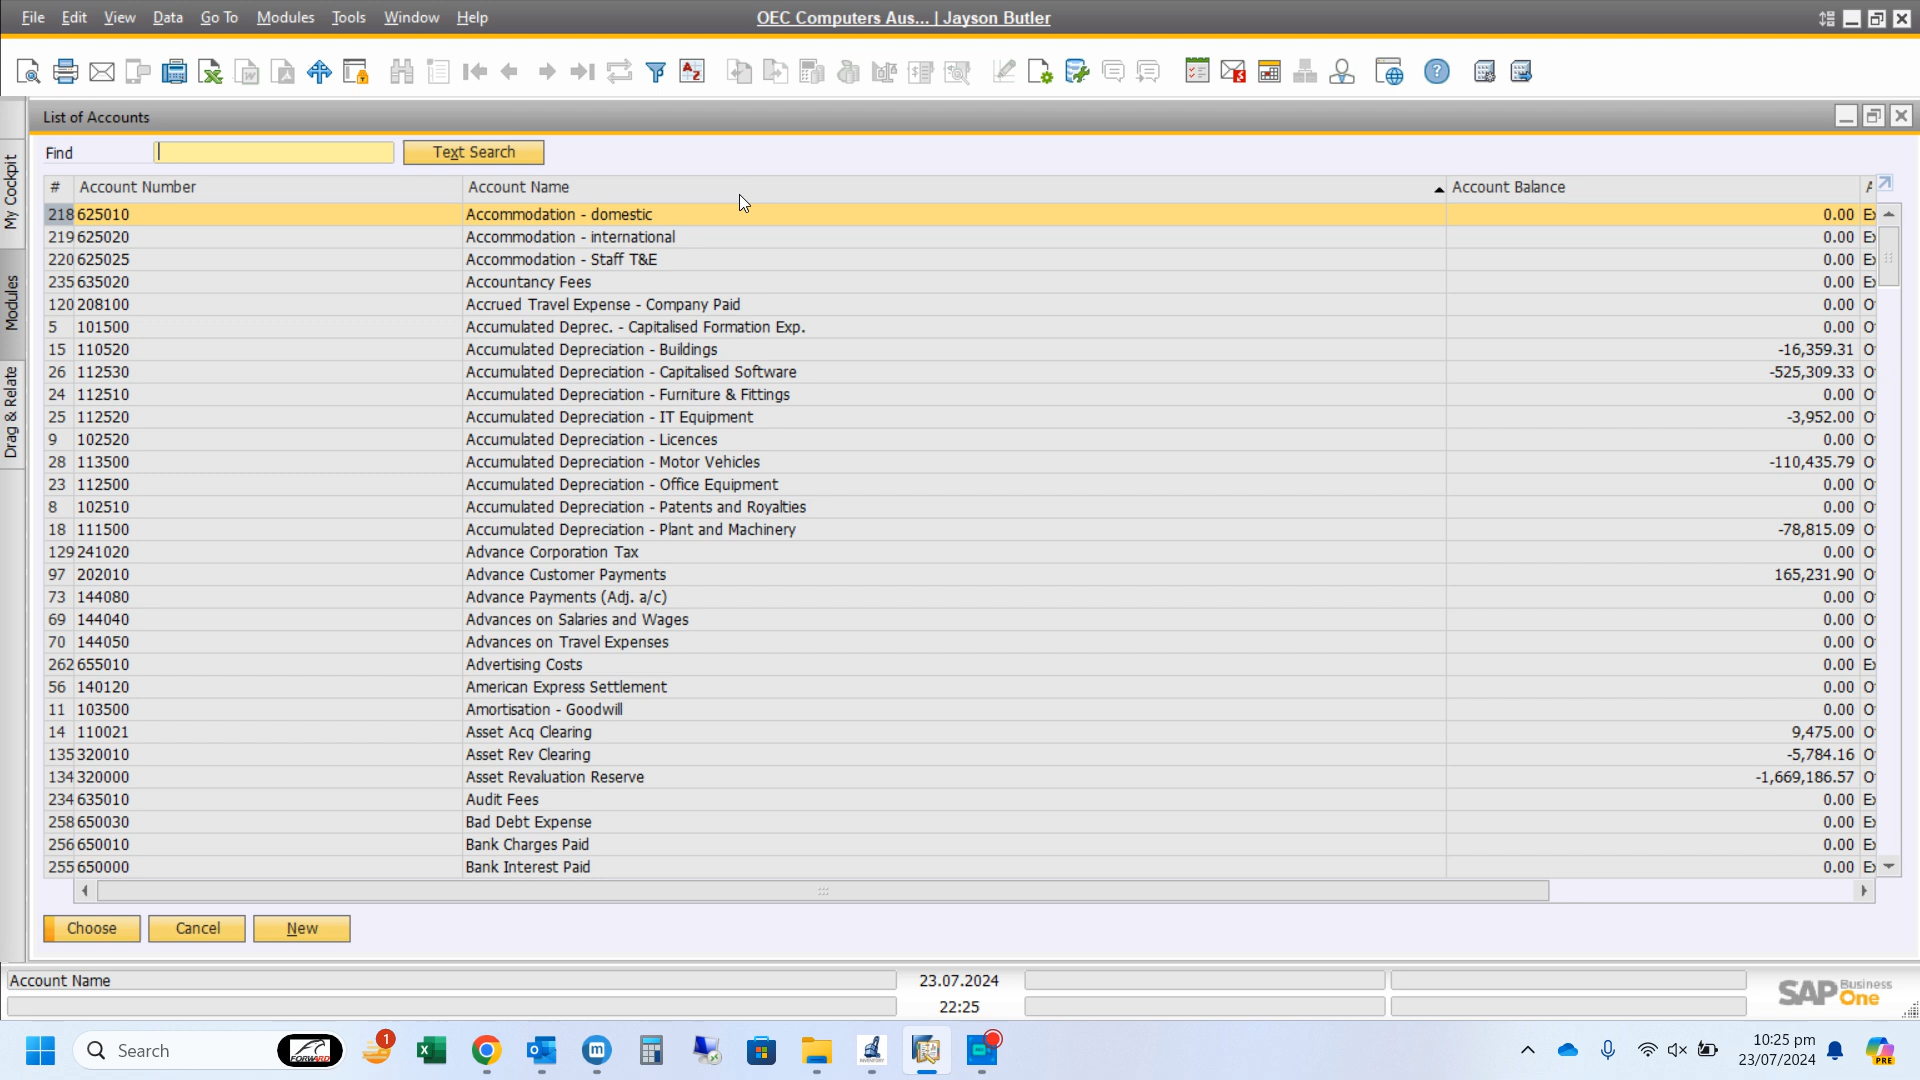 File Edit View Data Go To Modules Tools Window Help OEC Computers Aus... | Jayson Butler
List of Accounts
Find Text Search
My Cockpit
Modules
Drag & Relate
# Account Number Account Name Account Balance
218 625010 Accommodation - domestic 0.00
219 625020 Accommodation - international 0.00
220 625025 Accommodation - Staff T&E 0.00
235 635020 Accountancy Fees 0.00
120 208100 Accrued Travel Expense - Company Paid 0.00
5 101500 Accumulated Deprec. - Capitalised Formation Exp. 0.00
15 110520 Accumulated Depreciation - Buildings -16,359.31
26 112530 Accumulated Depreciation - Capitalised Software -525,309.33
24 112510 Accumulated Depreciation - Furniture & Fittings 0.00
25 112520 Accumulated Depreciation - IT Equipment -3,952.00
9 102520 Accumulated Depreciation - Licences 0.00
28 113500 Accumulated Depreciation - Motor Vehicles -110,435.79
23 112500 Accumulated Depreciation - Office Equipment 0.00
8 102510 Accumulated Depreciation - Patents and Royalties 0.00
18 111500 Accumulated Depreciation - Plant and Machinery -78,815.09
129 241020 Advance Corporation Tax 0.00
97 202010 Advance Customer Payments 165,231.90
73 144080 Advance Payments (Adj. a/c) 0.00
69 144040 Advances on Salaries and Wages 0.00
70 144050 Advances on Travel Expenses 0.00
262 655010 Advertising Costs 0.00
56 140120 American Express Settlement 0.00
11 103500 Amortisation - Goodwill 0.00
14 110021 Asset Acq Clearing 9,475.00
135 320010 Asset Rev Clearing -5,784.16
134 320000 Asset Revaluation Reserve -1,669,186.57
234 635010 Audit Fees 0.00
258 650030 Bad Debt Expense 0.00
256 650010 Bank Charges Paid 0.00
255 650000 Bank Interest Paid 0.00
Choose Cancel New
Account Name 23.07.2024
22:25
SAP Business One
Search FORWARD 1 10:25 pm
23/07/2024 PRE